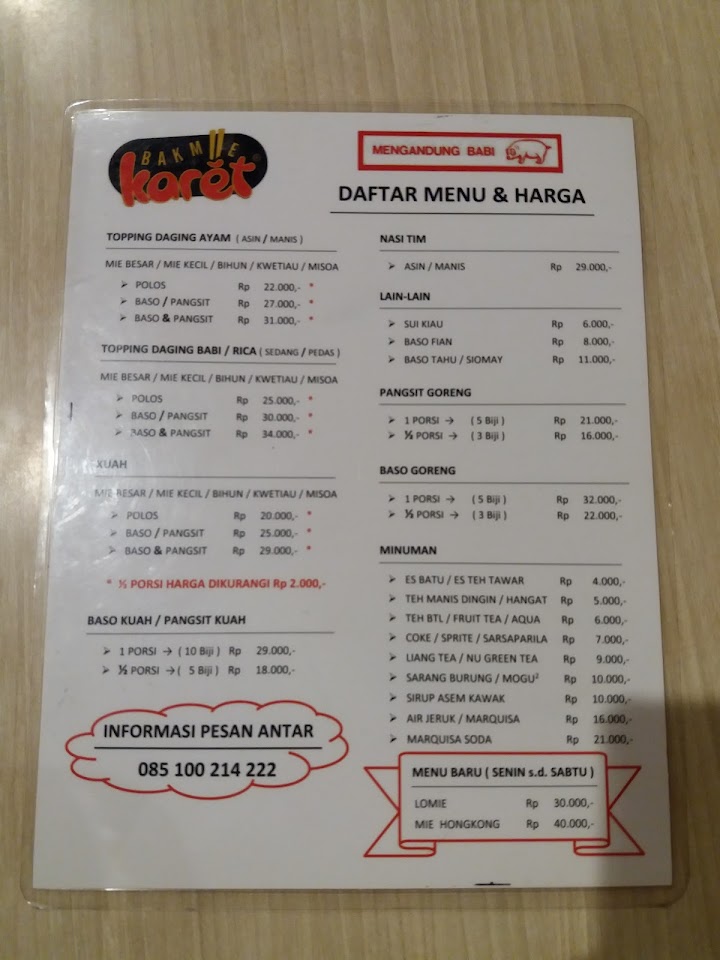 BAKMIE
karet
®
MENGANDUNG BABI
DAFTAR MENU & HARGA
TOPPING DAGING AYAM ( ASIN / MANIS )
MIE BESAR / MIE KECIL / BIHUN / KWETIAU / MISOA
➢ POLOS Rp 22.000,- *
➢ BASO / PANGSIT Rp 27.000,- *
➢ BASO & PANGSIT Rp 31.000,- *
TOPPING DAGING BABI / RICA ( SEDANG / PEDAS )
MIE BESAR / MIE KECIL / BIHUN / KWETIAU / MISOA
➢ POLOS Rp 25.000,- *
➢ BASO / PANGSIT Rp 30.000,- *
➢ BASO & PANGSIT Rp 34.000,- *
KUAH
MIE BESAR / MIE KECIL / BIHUN / KWETIAU / MISOA
➢ POLOS Rp 20.000,- *
➢ BASO / PANGSIT Rp 25.000,- *
➢ BASO & PANGSIT Rp 29.000,- *
* ½ PORSI HARGA DIKURANGI Rp 2.000,-
BASO KUAH / PANGSIT KUAH
➢ 1 PORSI → ( 10 Biji ) Rp 29.000,-
➢ ½ PORSI → ( 5 Biji ) Rp 18.000,-
INFORMASI PESAN ANTAR
085 100 214 222
NASI TIM
➢ ASIN / MANIS Rp 29.000,-
LAIN-LAIN
➢ SUI KIAU Rp 6.000,-
➢ BASO FIAN Rp 8.000,-
➢ BASO TAHU / SIOMAY Rp 11.000,-
PANGSIT GORENG
➢ 1 PORSI → ( 5 Biji ) Rp 21.000,-
➢ ½ PORSI → ( 3 Biji ) Rp 16.000,-
BASO GORENG
➢ 1 PORSI → ( 5 Biji ) Rp 32.000,-
➢ ½ PORSI → ( 3 Biji ) Rp 22.000,-
MINUMAN
➢ ES BATU / ES TEH TAWAR Rp 4.000,-
➢ TEH MANIS DINGIN / HANGAT Rp 5.000,-
➢ TEH BTL / FRUIT TEA / AQUA Rp 6.000,-
➢ COKE / SPRITE / SARSAPARILA Rp 7.000,-
➢ LIANG TEA / NU GREEN TEA Rp 9.000,-
➢ SARANG BURUNG / MOGU² Rp 10.000,-
➢ SIRUP ASEM KAWAK Rp 10.000,-
➢ AIR JERUK / MARQUISA Rp 16.000,-
➢ MARQUISA SODA Rp 21.000,-
MENU BARU ( SENIN s.d. SABTU )
LOMIE Rp 30.000,-
MIE HONGKONG Rp 40.000,-